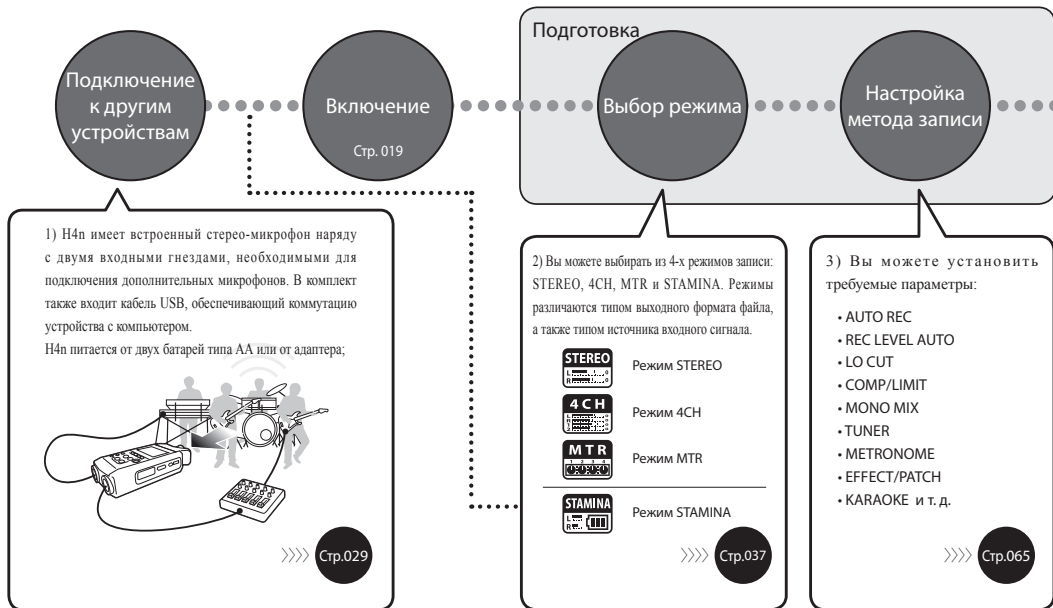 Подготовка
Подключение
к другим
устройствам
Включение
Стр. 019
Выбор режима
Настройка
метода записи
1) H4n имеет встроенный стерео-микрофон наряду
с двумя входными гнездами, необходимыми для
подключения дополнительных микрофонов. В комплект
также входит кабель USB, обеспечивающий коммутацию
устройства с компьютером.
H4n питается от двух батарей типа AA или от адаптера;
Стр.029
2) Вы можете выбирать из 4-х режимов записи:
STEREO, 4CH, MTR и STAMINA. Режимы
различаются типом выходного формата файла,
а также типом источника входного сигнала.
STEREO
L
R
Режим STEREO
4CH
Режим 4CH
MTR
1 2 3 4
Режим MTR
STAMINA
L
R
Режим STAMINA
Стр.037
3) Вы можете установить
требуемые параметры:
• AUTO REC
• REC LEVEL AUTO
• LO CUT
• COMP/LIMIT
• MONO MIX
• TUNER
• METRONOME
• EFFECT/PATCH
• KARAOKE и т. д.
Стр.065